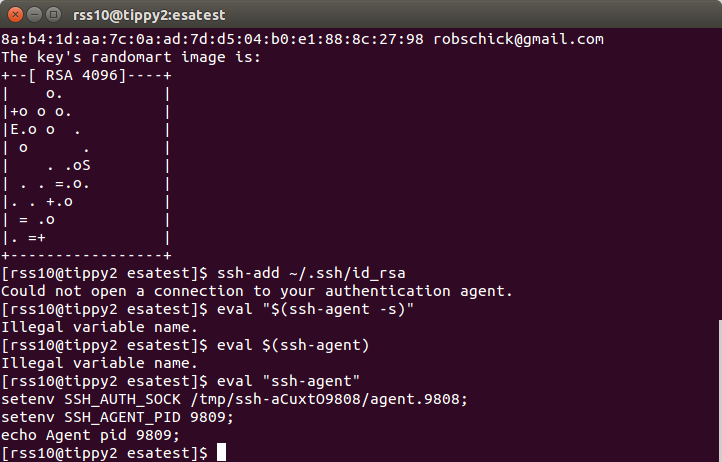 rss10@tippy2:esatest
8a:b4:1d:aa:7c:0a:ad:7d:d5:04:b0:e1:88:8c:27:98 robschick@gmail.com
The key's randomart image is:
+--[ RSA 4096]----+
|    o.           |
|+o o o.          |
|E.o o  .         |
| o      .        |
|    . .oS        |
| . . =.o.        |
|. . +.o          |
| = .o            |
|. =+             |
+-----------------+
[rss10@tippy2 esatest]$ ssh-add ~/.ssh/id_rsa
Could not open a connection to your authentication agent.
[rss10@tippy2 esatest]$ eval "$(ssh-agent -s)"
Illegal variable name.
[rss10@tippy2 esatest]$ eval $(ssh-agent)
Illegal variable name.
[rss10@tippy2 esatest]$ eval "ssh-agent"
setenv SSH_AUTH_SOCK /tmp/ssh-aCuxtO9808/agent.9808;
setenv SSH_AGENT_PID 9809;
echo Agent pid 9809;
[rss10@tippy2 esatest]$